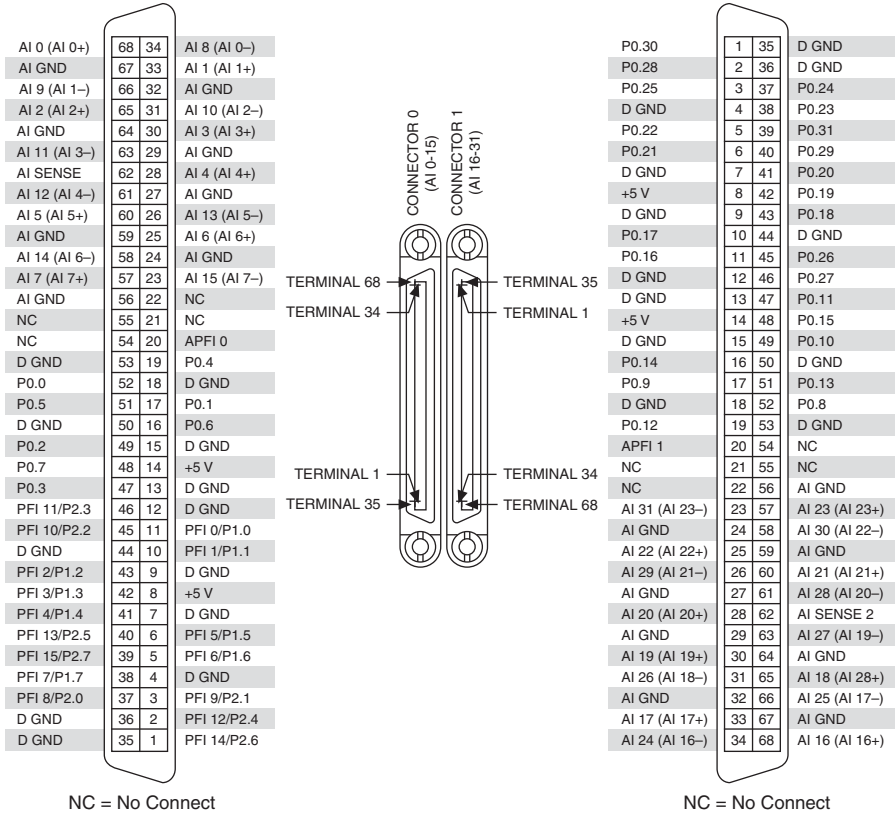 AI 0 (AI 0+) 68 34 AI 8 (AI 0–)
AI GND 67 33 AI 1 (AI 1+)
AI 9 (AI 1–) 66 32 AI GND
AI 2 (AI 2+) 65 31 AI 10 (AI 2–)
AI GND 64 30 AI 3 (AI 3+)
AI 11 (AI 3–) 63 29 AI GND
AI SENSE 62 28 AI 4 (AI 4+)
AI 12 (AI 4–) 61 27 AI GND
AI 5 (AI 5+) 60 26 AI 13 (AI 5–)
AI GND 59 25 AI 6 (AI 6+)
AI 14 (AI 6–) 58 24 AI GND
AI 7 (AI 7+) 57 23 AI 15 (AI 7–)
AI GND 56 22 NC
NC 55 21 NC
NC 54 20 APFI 0
D GND 53 19 P0.4
P0.0 52 18 D GND
P0.5 51 17 P0.1
D GND 50 16 P0.6
P0.2 49 15 D GND
P0.7 48 14 +5 V
P0.3 47 13 D GND
PFI 11/P2.3 46 12 D GND
PFI 10/P2.2 45 11 PFI 0/P1.0
D GND 44 10 PFI 1/P1.1
PFI 2/P1.2 43 9 D GND
PFI 3/P1.3 42 8 +5 V
PFI 4/P1.4 41 7 D GND
PFI 13/P2.5 40 6 PFI 5/P1.5
PFI 15/P2.7 39 5 PFI 6/P1.6
PFI 7/P1.7 38 4 D GND
PFI 8/P2.0 37 3 PFI 9/P2.1
D GND 36 2 PFI 12/P2.4
D GND 35 1 PFI 14/P2.6
NC = No Connect
CONNECTOR 0
(AI 0-15)
CONNECTOR 1
(AI 16-31)
TERMINAL 68
TERMINAL 34
TERMINAL 35
TERMINAL 1
TERMINAL 1
TERMINAL 35
TERMINAL 34
TERMINAL 68
P0.30 1 35 D GND
P0.28 2 36 D GND
P0.25 3 37 P0.24
D GND 4 38 P0.23
P0.22 5 39 P0.31
P0.21 6 40 P0.29
D GND 7 41 P0.20
+5 V 8 42 P0.19
D GND 9 43 P0.18
P0.17 10 44 D GND
P0.16 11 45 P0.26
D GND 12 46 P0.27
D GND 13 47 P0.11
+5 V 14 48 P0.15
D GND 15 49 P0.10
P0.14 16 50 D GND
P0.9 17 51 P0.13
D GND 18 52 P0.8
P0.12 19 53 D GND
APFI 1 20 54 NC
NC 21 55 NC
NC 22 56 AI GND
AI 31 (AI 23–) 23 57 AI 23 (AI 23+)
AI GND 24 58 AI 30 (AI 22–)
AI 22 (AI 22+) 25 59 AI GND
AI 29 (AI 21–) 26 60 AI 21 (AI 21+)
AI GND 27 61 AI 28 (AI 20–)
AI 20 (AI 20+) 28 62 AI SENSE 2
AI GND 29 63 AI 27 (AI 19–)
AI 19 (AI 19+) 30 64 AI GND
AI 26 (AI 18–) 31 65 AI 18 (AI 28+)
AI GND 32 66 AI 25 (AI 17–)
AI 17 (AI 17+) 33 67 AI GND
AI 24 (AI 16–) 34 68 AI 16 (AI 16+)
NC = No Connect